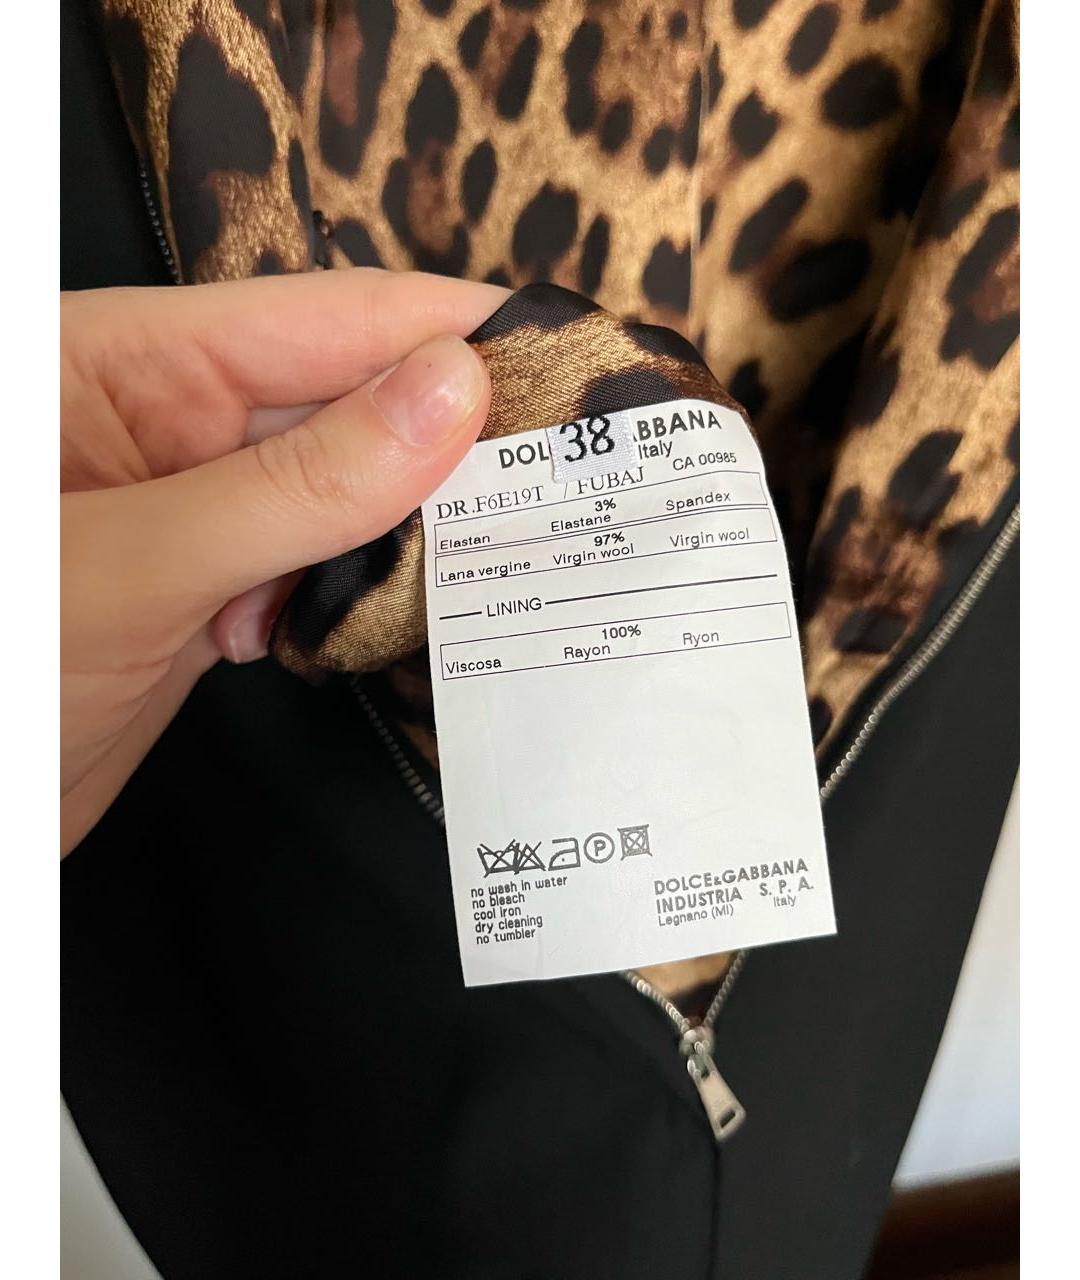 DOL 38 ABBANA
Italy
CA 00985
DR.F6E19T / FUBAJ
3%
Elastan Elastane Spandex
97%
Lana vergine Virgin wool Virgin wool
LINING
100%
Viscosa Rayon Ryon
P
no wash in water
no bleach
cool iron
dry cleaning
no tumbler
DOLCE&GABBANA
INDUSTRIA S. P. A.
Legnano (MI) Italy